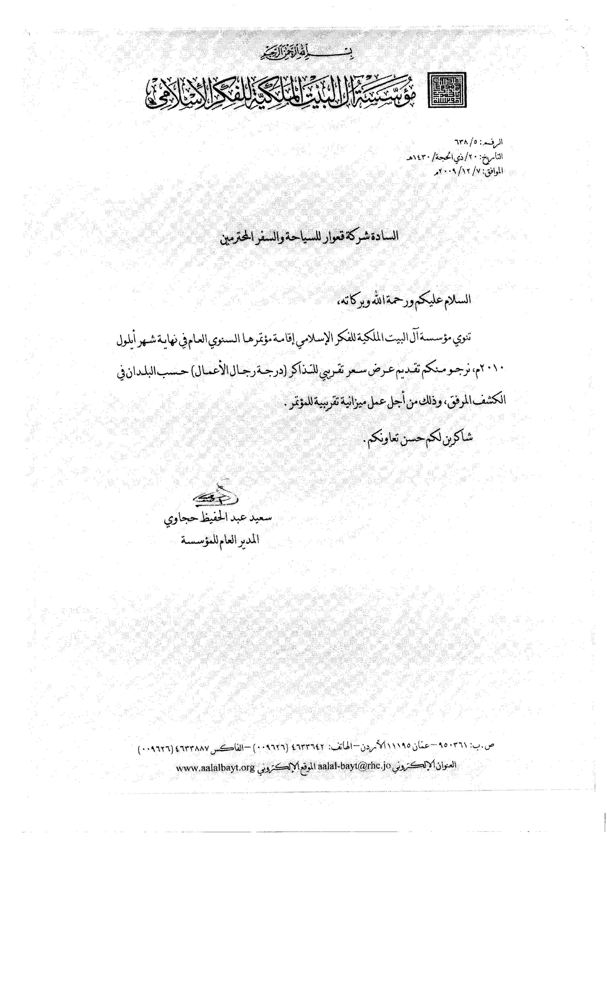 بسم الله الرحمن الرحيم
مؤسسة آل البيت الملكية للفكر الإسلامي
الرقم: ٦٣٨/٥
التاريخ: ٢٠/ذي الحجة/١٤٣٠هـ
الموافق: ٢٠٠٩/١٢/٧م
السادة شركة قعوار للسياحة والسفر المحترمين
السلام عليكم ورحمة الله وبركاته،
تنوي مؤسسة آل البيت الملكية للفكر الإسلامي إقامة مؤتمرها السنوي العام في نهاية شهر أيلول
٢٠١٠م، نرجو منكم تقديم عرض سعر تقريبي للتذاكر (درجة رجال الأعمال) حسب البلدان في
الكشف المرفق، وذلك من أجل عمل ميزانية تقريبية للمؤتمر.
شاكرين لكم حسن تعاونكم.
سعيد عبد الحفيظ حجاوي
المدير العام للمؤسسة
ص.ب: ٩٥٠٣٦١ – عمّان ١١١٩٥ الأردن – الهاتف: ٤٦٣٣٦٤٢ (٠٠٩٦٢٦) – الفاكس ٤٦٣٣٨٨٧ (٠٠٩٦٢٦)
العنوان الإلكتروني aalal-bayt@rhc.jo الموقع الإلكتروني www.aalalbayt.org